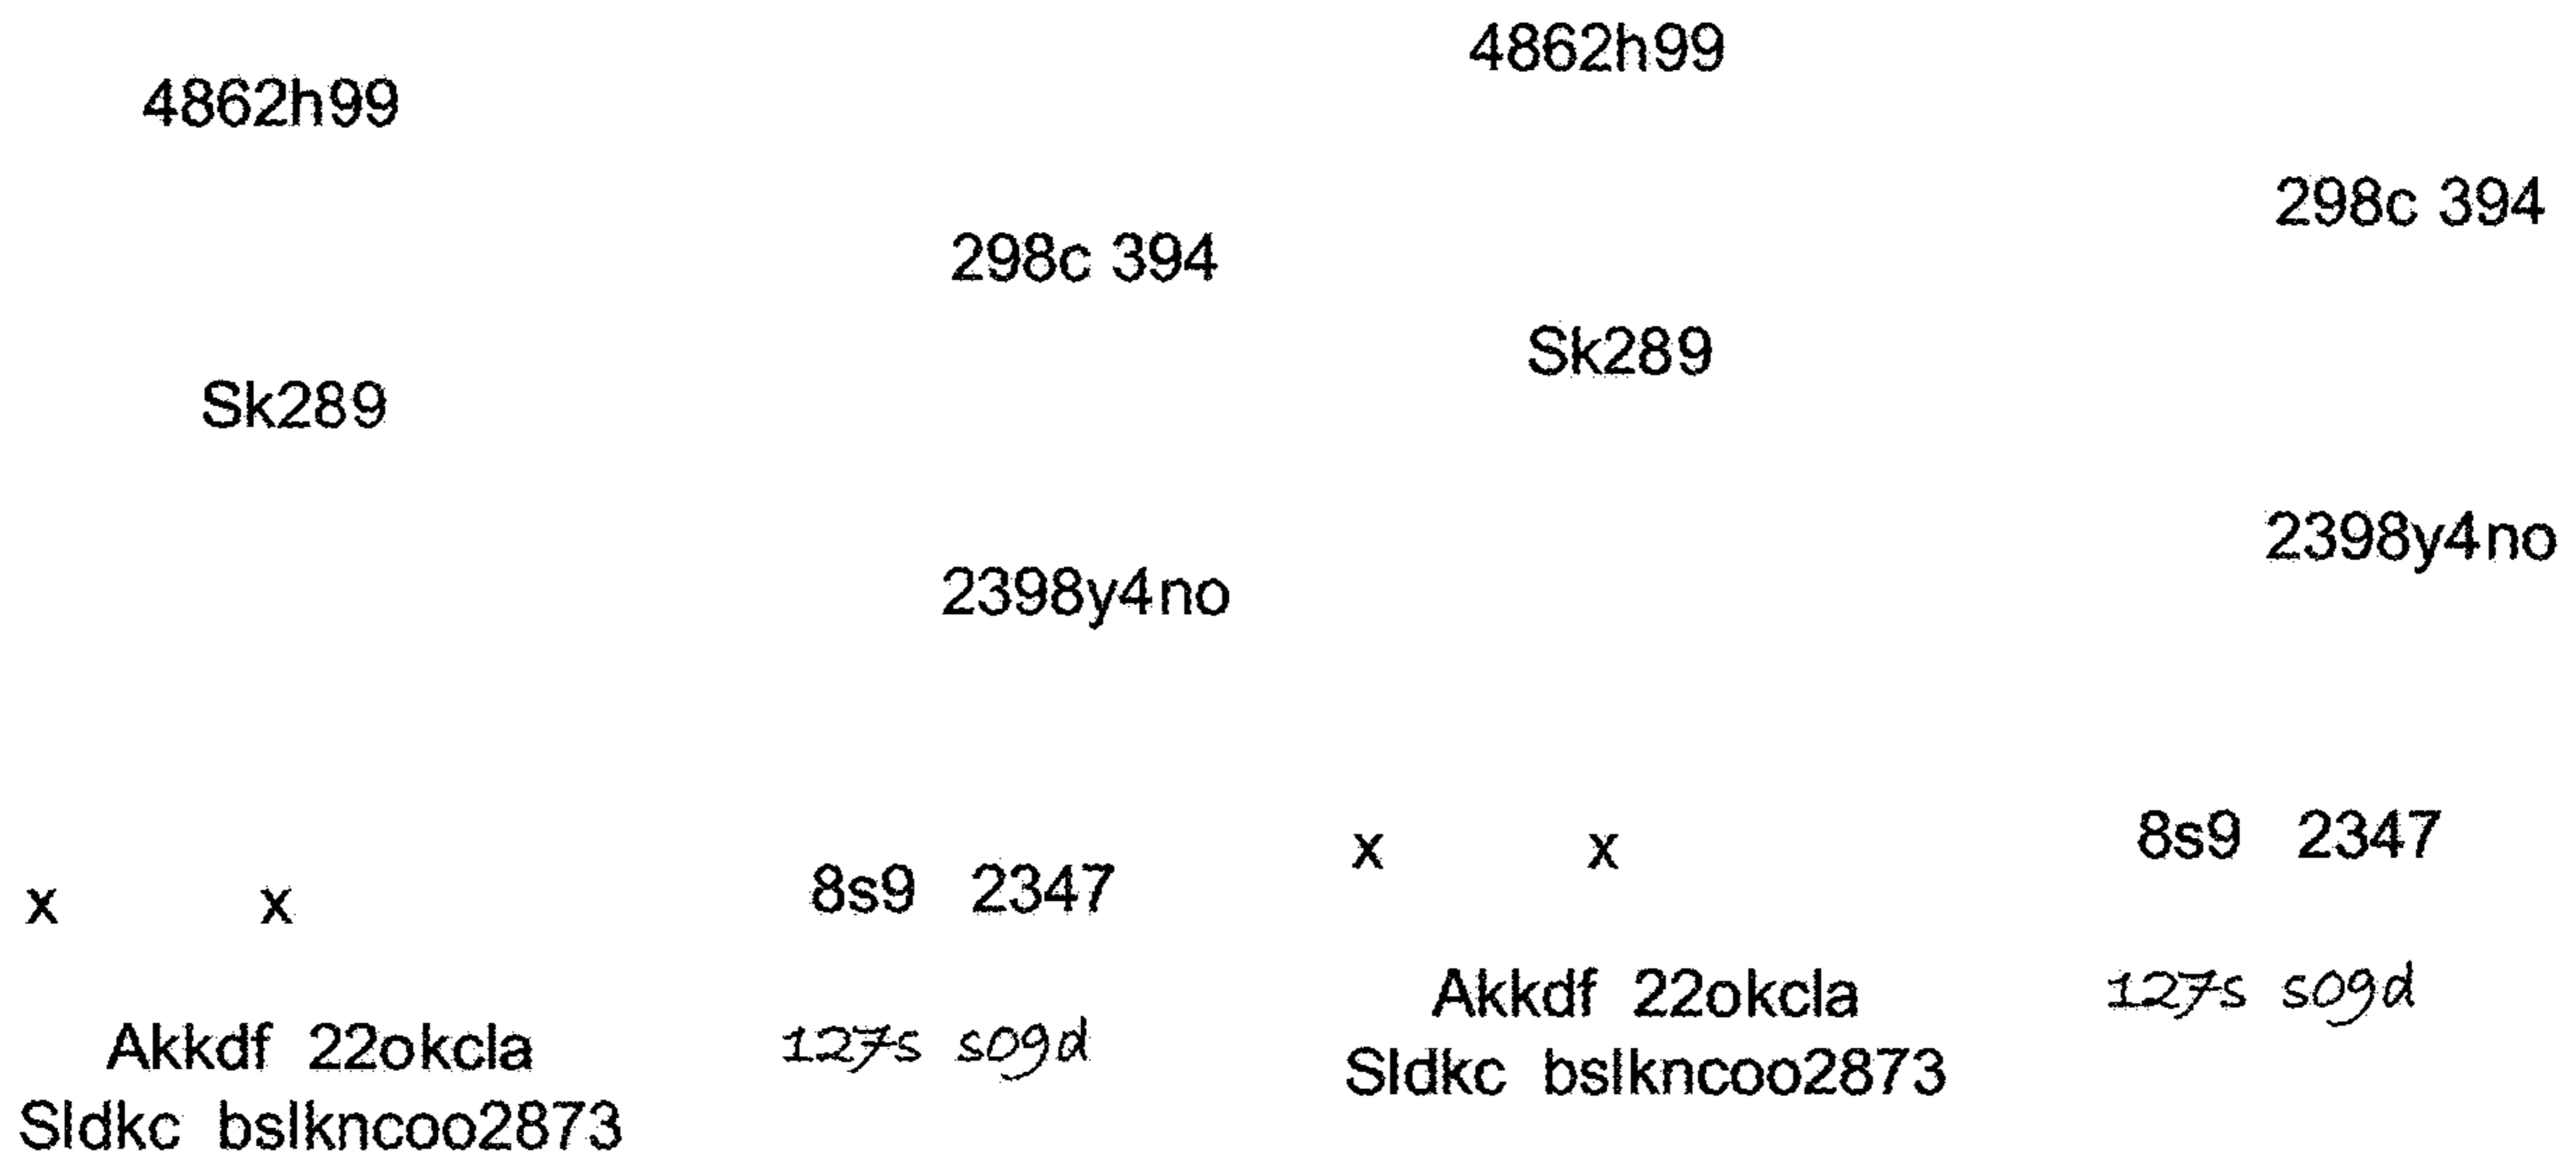 4862h99
298c 394
Sk289
2398y4no
8s9 2347
x x
127s s09d
Akkdf 22okcla
Sldkc bslkncoo2873
4862h99
298c 394
Sk289
2398y4no
8s9 2347
x x
127s s09d
Akkdf 22okcla
Sldkc bslkncoo2873